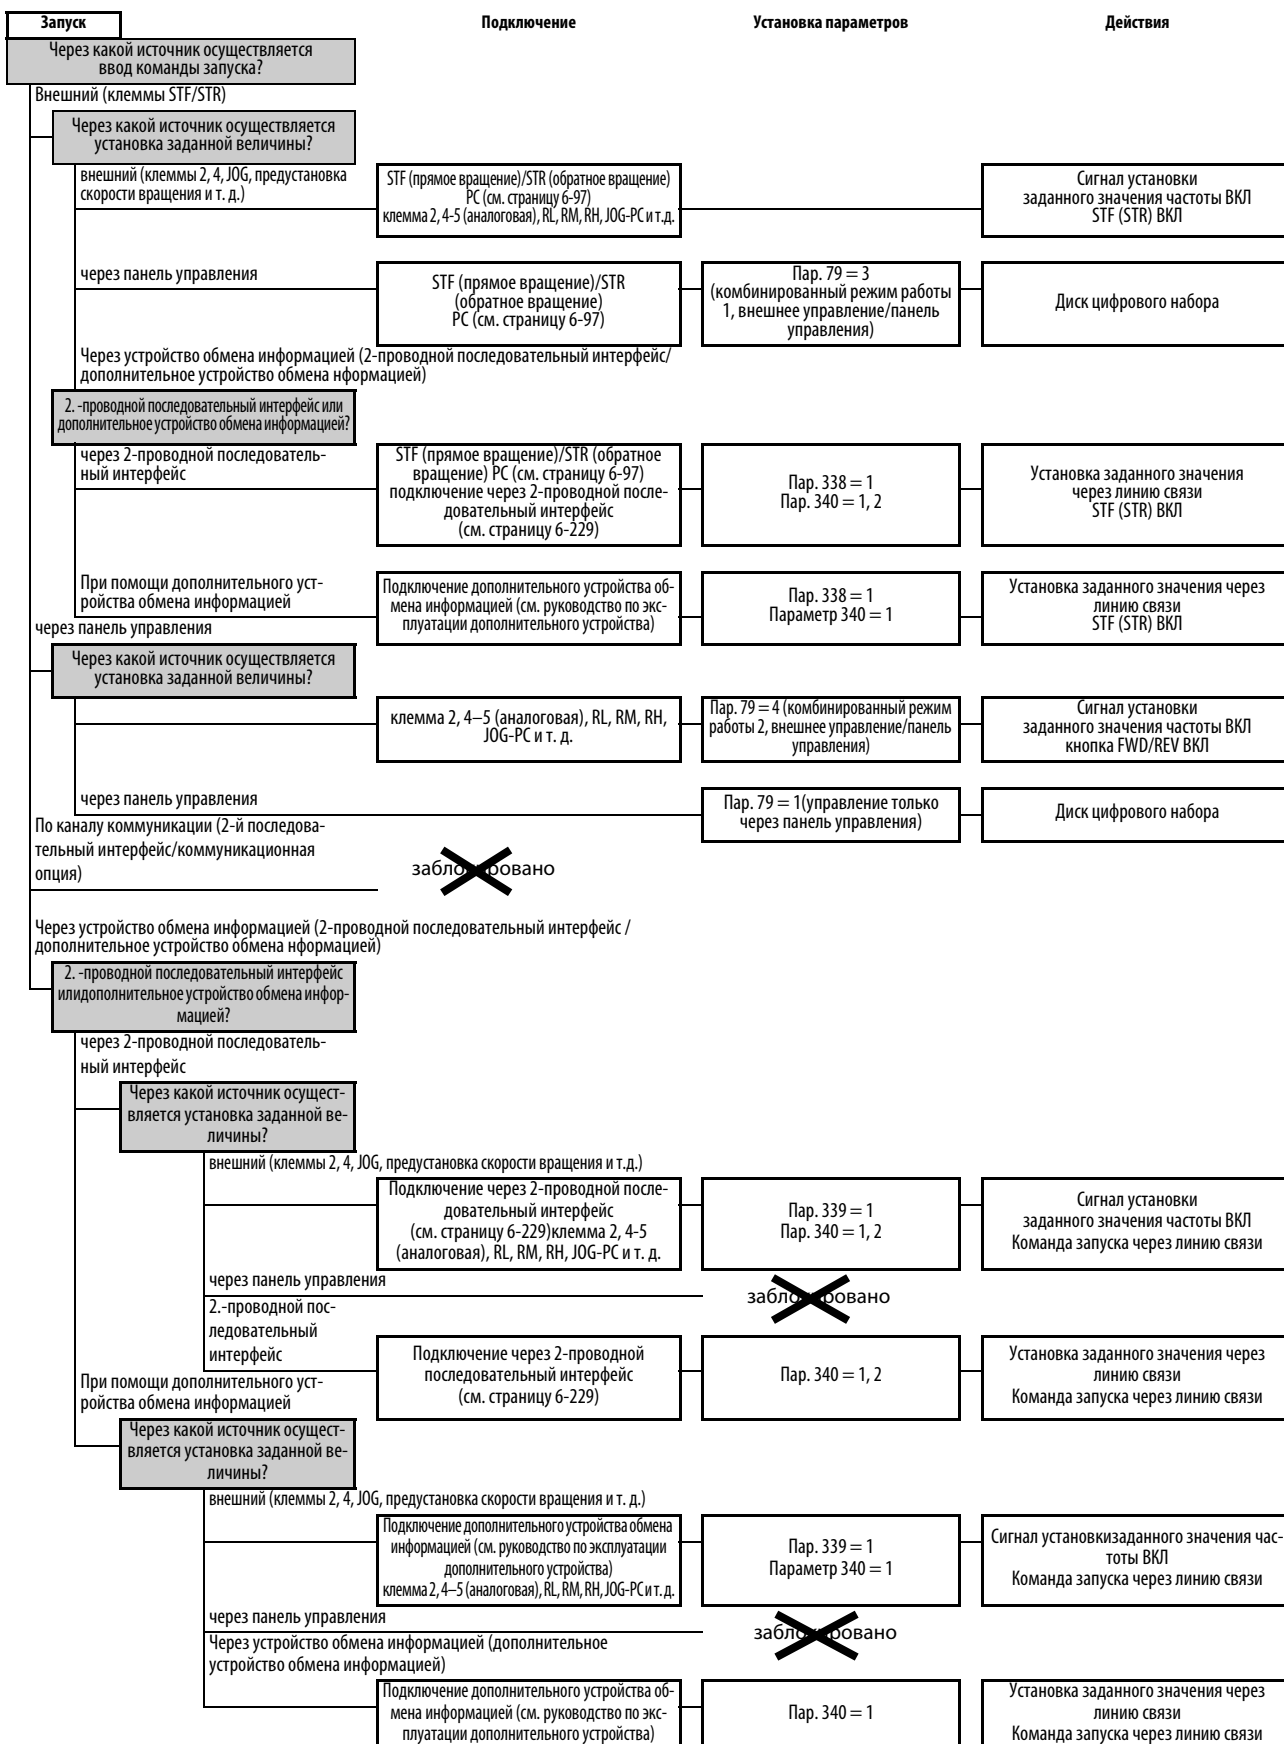 Запуск
Подключение
Установка параметров
Действия
Через какой источник осуществляется
ввод команды запуска?
Внешний (клеммы STF/STR)
Через какой источник осуществляется
установка заданной величины?
внешний (клеммы 2, 4, JOG, предустановка
скорости вращения и т. д.)
STF (прямое вращение)/STR (обратное вращение)
PC (см. страницу 6-97)
клемма 2, 4-5 (аналоговая), RL, RM, RH, JOG-PC и т.д.
Сигнал установки
заданного значения частоты ВКЛ
STF (STR) ВКЛ
через панель управления
STF (прямое вращение)/STR
(обратное вращение)
PC (см. страницу 6-97)
Пар. 79 = 3
(комбинированный режим работы
1, внешнее управление/панель
управления)
Диск цифрового набора
Через устройство обмена информацией (2-проводной последовательный интерфейс/
дополнительное устройство обмена нформацией)
2. -проводной последовательный интерфейс или
дополнительное устройство обмена информацией?
через 2-проводной последователь-
ный интерфейс
STF (прямое вращение)/STR (обратное
вращение) PC (см. страницу 6-97)
подключение через 2-проводной после-
довательный интерфейс
(см. страницу 6-229)
Пар. 338 = 1
Пар. 340 = 1, 2
Установка заданного значения
через линию связи
STF (STR) ВКЛ
При помощи дополнительного уст-
ройства обмена информацией
Подключение дополнительного устройства об-
мена информацией (см. руководство по экс-
плуатации дополнительного устройства)
Пар. 338 = 1
Параметр 340 = 1
Установка заданного значения через
линию связи
STF (STR) ВКЛ
через панель управления
Через какой источник осуществляется
установка заданной величины?
клемма 2, 4–5 (аналоговая), RL, RM, RH,
JOG-PC и т. д.
Пар. 79 = 4 (комбинированный режим
работы 2, внешнее управление/панель
управления)
Сигнал установки
заданного значения частоты ВКЛ
кнопка FWD/REV ВКЛ
через панель управления
Пар. 79 = 1(управление только
через панель управления)
Диск цифрового набора
По каналу коммуникации (2-й последова-
тельный интерфейс/коммуникационная
опция)
заблокировано
Через устройство обмена информацией (2-проводной последовательный интерфейс /
дополнительное устройство обмена нформацией)
2. -проводной последовательный интерфейс
илидополнительное устройство обмена инфор-
мацией?
через 2-проводной последователь-
ный интерфейс
Через какой источник осущест-
вляется установка заданной ве-
личины?
внешний (клеммы 2, 4, JOG, предустановка скорости вращения и т.д.)
Подключение через 2-проводной после-
довательный интерфейс
(см. страницу 6-229)клемма 2, 4-5
(аналоговая), RL, RM, RH, JOG-PC и т. д.
Пар. 339 = 1
Пар. 340 = 1, 2
Сигнал установки
заданного значения частоты ВКЛ
Команда запуска через линию связи
через панель управления
заблокировано
2.-проводной пос-
ледовательный
интерфейс
Подключение через 2-проводной
последовательный интерфейс
(см. страницу 6-229)
Пар. 340 = 1, 2
Установка заданного значения через
линию связи
Команда запуска через линию связи
При помощи дополнительного уст-
ройства обмена информацией
Через какой источник осущест-
вляется установка заданной ве-
личины?
внешний (клеммы 2, 4, JOG, предустановка скорости вращения и т. д.)
Подключение дополнительного устройства обмена
информацией (см. руководство по эксплуатации
дополнительного устройства)
клемма 2, 4–5 (аналоговая), RL, RM, RH, JOG-PC и т. д.
Пар. 339 = 1
Параметр 340 = 1
Сигнал установкизаданного значения час-
тоты ВКЛ
Команда запуска через линию связи
через панель управления
заблокировано
Через устройство обмена информацией (дополнительное
устройство обмена информацией)
Подключение дополнительного устройства об-
мена информацией (см. руководство по экс-
плуатации дополнительного устройства)
Пар. 340 = 1
Установка заданного значения через
линию связи
Команда запуска через линию связи